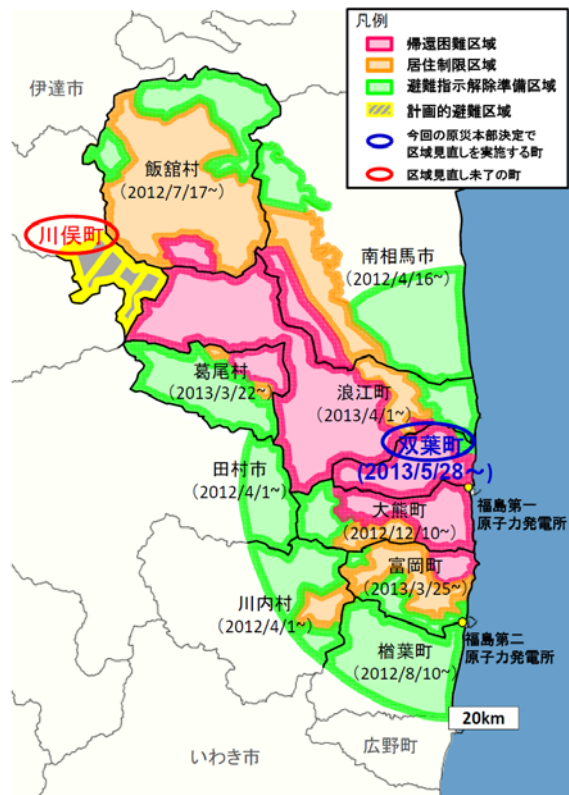 凡例
帰還困難区域
居住制限区域
避難指示解除準備区域
計画的避難区域
今回の原災本部決定で
区域見直しを実施する町
区域見直し未了の町
伊達市
飯舘村
（2012/7/17~）
川俣町
南相馬市
（2012/4/16~）
葛尾村
（2013/3/22~）
浪江町
（2013/4/1~）
双葉町
(2013/5/28～)
田村市
（2012/4/1~）
大熊町
（2012/12/10~）
福島第一
原子力発電所
富岡町
（2013/3/25~）
川内村
（2012/4/1~）
福島第二
原子力発電所
楢葉町
（2012/8/10~）
20km
広野町
いわき市